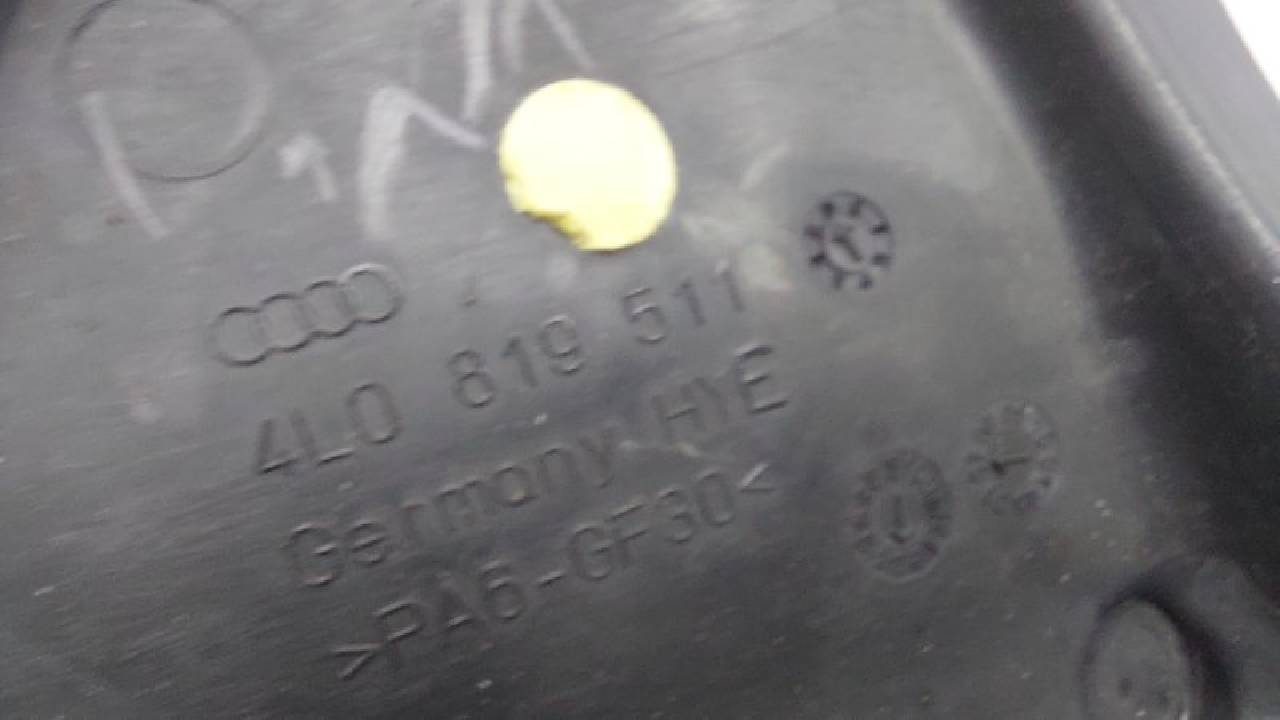 4L0 819 511
Germany HYE
>PA6-GF30<